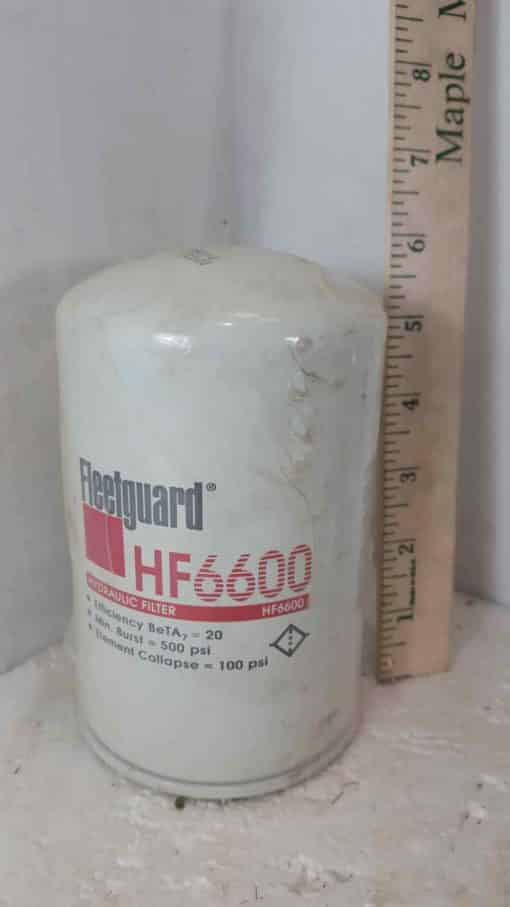 Fleetguard®
HF6600
HYDRAULIC FILTER HF6600
• Efficiency BeTA₇ = 20
• Min. Burst = 500 psi
• Element Collapse = 100 psi
8
Maple
7
6
5
4
3
2
1